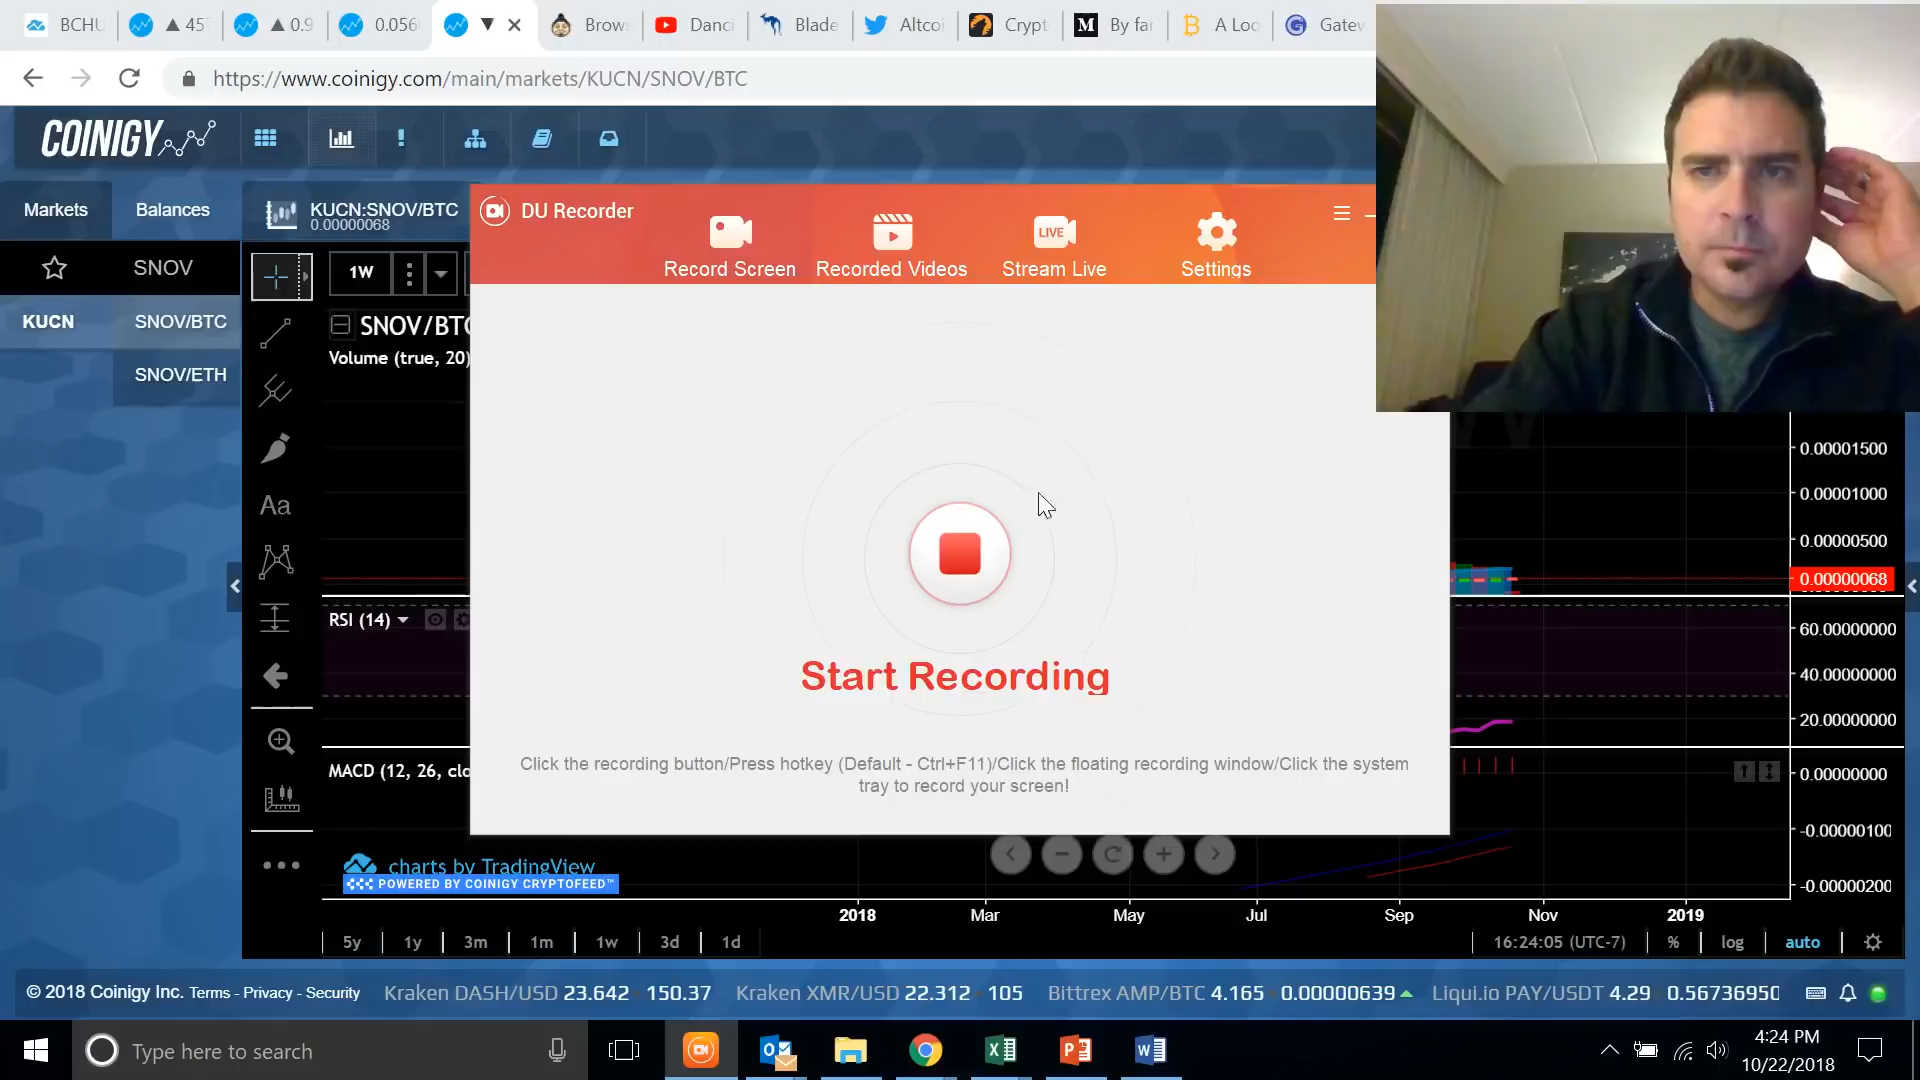 BCHU
▲ 457
▲ 0.9
0.056
▼
Brows
Danci
Blade
Altcoi
Crypt
By far
A Loo
Gatew
https://www.coinigy.com/main/markets/KUCN/SNOV/BTC
COINIGY
Markets
Balances
KUCN:SNOV/BTC
0.00000068
SNOV
KUCN
SNOV/BTC
SNOV/ETH
1W
SNOV/BTC
Volume (true, 20)
DU Recorder
Record Screen
Recorded Videos
LIVE
Stream Live
Settings
Start Recording
Click the recording button/Press hotkey (Default - Ctrl+F11)/Click the floating recording window/Click the system
tray to record your screen!
Aa
RSI (14)
MACD (12, 26, clo
0.00001500
0.00001000
0.00000500
0.00000068
60.00000000
40.00000000
20.00000000
0.00000000
-0.00000100
-0.00000200
charts by TradingView
POWERED BY COINIGY CRYPTOFEED™
2018
Mar
May
Jul
Sep
Nov
2019
5y
1y
3m
1m
1w
3d
1d
16:24:05 (UTC-7)
%
log
auto
© 2018 Coinigy Inc. Terms - Privacy - Security
Kraken DASH/USD 23.642 150.37
Kraken XMR/USD 22.312 105
Bittrex AMP/BTC 4.165 0.00000639
Liqui.io PAY/USDT 4.29 0.56736950
Type here to search
4:24 PM
10/22/2018